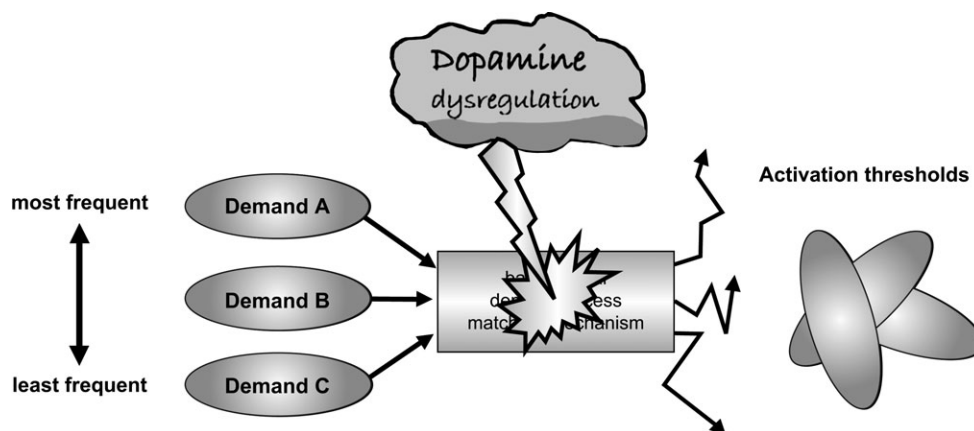 Dopamine
dysregulation
Activation thresholds
most frequent
Demand A
Demand B
Demand C
least frequent